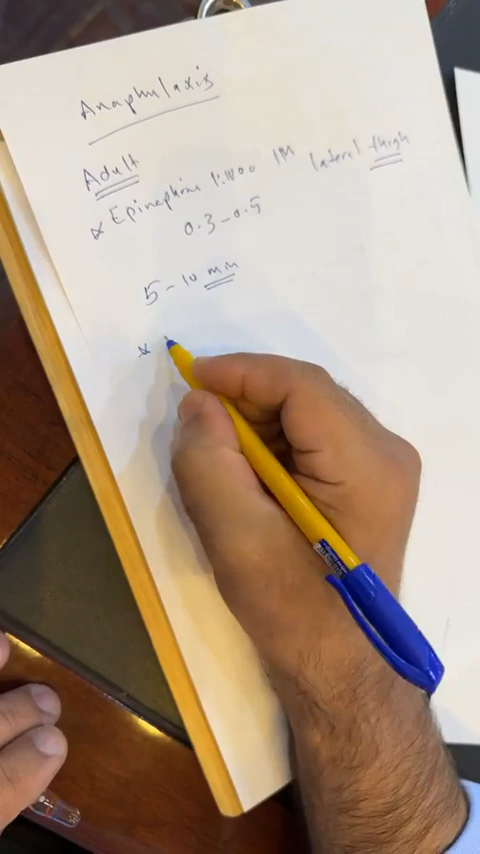 Anaphylaxis
Adult
* Epinephrine 1:1000 IM lateral thigh
0.3-0.5
5-10 min
*